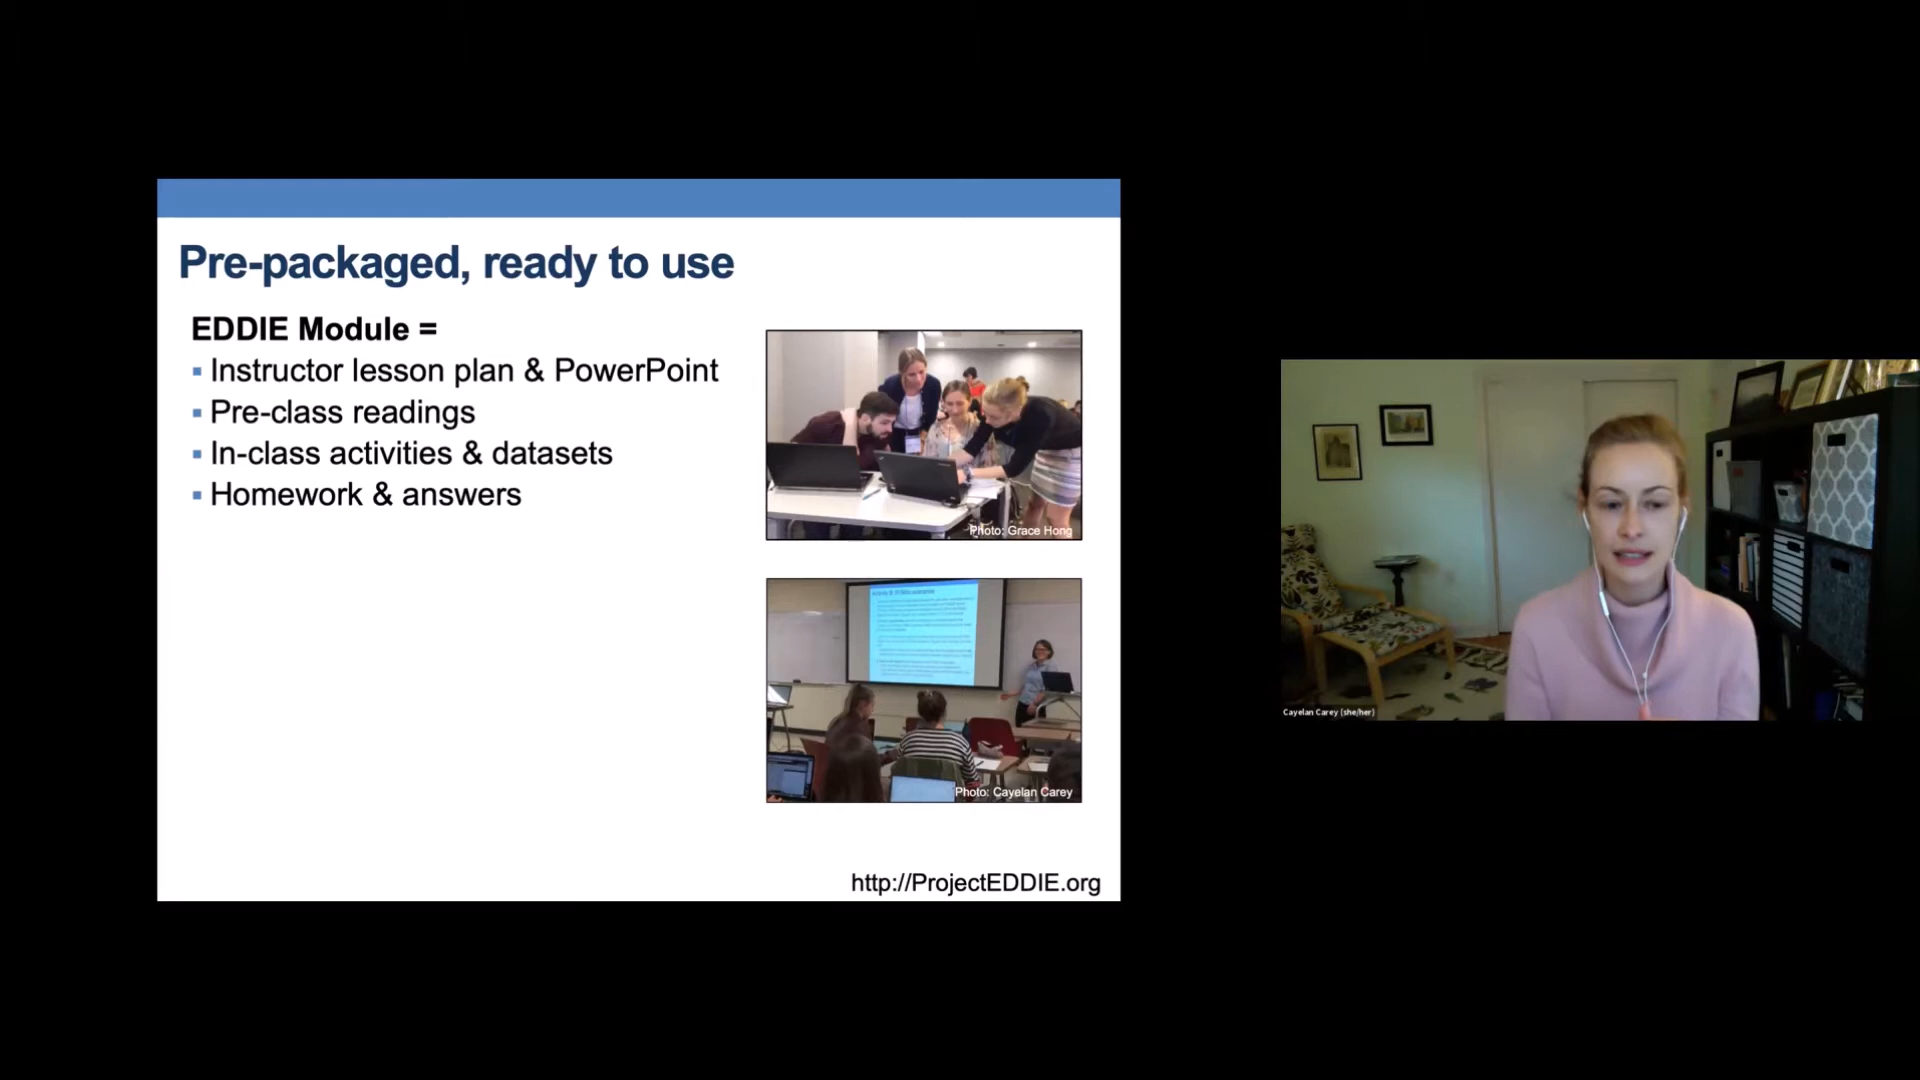 Pre-packaged, ready to use
EDDIE Module =
▪ Instructor lesson plan & PowerPoint
▪ Pre-class readings
▪ In-class activities & datasets
▪ Homework & answers
Photo: Grace Hong
Photo: Cayelan Carey
http://ProjectEDDIE.org
Cayelan Carey (she/her)